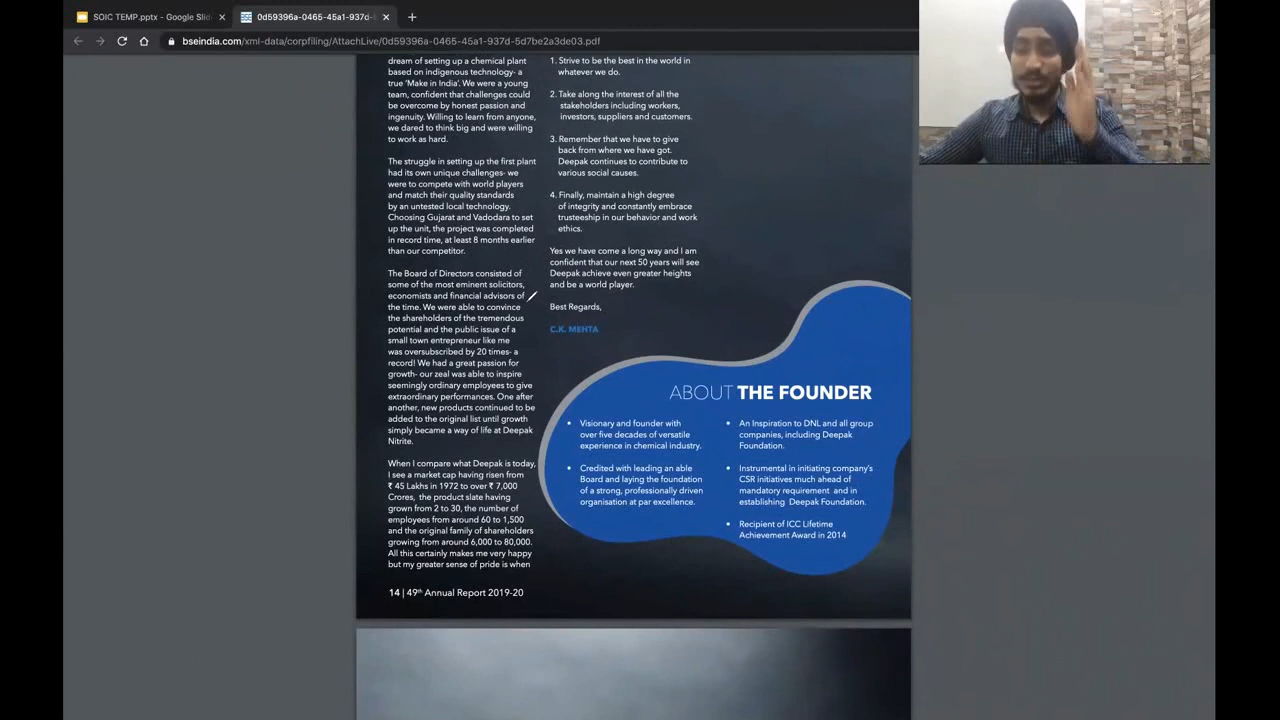 SOIC TEMP.pptx - Google Slid
0d59396a-0465-45a1-937d-
bseindia.com/xml-data/corpfiling/AttachLive/0d59396a-0465-45a1-937d-5d7be2a3de03.pdf
dream of setting up a chemical plant
based on indigenous technology- a
true ‘Make in India’. We were a young
team, confident that challenges could
be overcome by honest passion and
ingenuity. Willing to learn from anyone,
we dared to think big and were willing
to work as hard.
The struggle in setting up the first plant
had its own unique challenges- we
were to compete with world players
and match their quality standards
by an untested local technology.
Choosing Gujarat and Vadodara to set
up the unit, the project was completed
in record time, at least 8 months earlier
than our competitor.
The Board of Directors consisted of
some of the most eminent solicitors,
economists and financial advisors of
the time. We were able to convince
the shareholders of the tremendous
potential and the public issue of a
small town entrepreneur like me
was oversubscribed by 20 times- a
record! We had a great passion for
growth- our zeal was able to inspire
seemingly ordinary employees to give
extraordinary performances. One after
another, new products continued to be
added to the original list until growth
simply became a way of life at Deepak
Nitrite.
When I compare what Deepak is today,
I see a market cap having risen from
₹ 45 Lakhs in 1972 to over ₹ 7,000
Crores, the product slate having
grown from 2 to 30, the number of
employees from around 60 to 1,500
and the original family of shareholders
growing from around 6,000 to 80,000.
All this certainly makes me very happy
but my greater sense of pride is when
1. Strive to be the best in the world in
whatever we do.
2. Take along the interest of all the
stakeholders including workers,
investors, suppliers and customers.
3. Remember that we have to give
back from where we have got.
Deepak continues to contribute to
various social causes.
4. Finally, maintain a high degree
of integrity and constantly embrace
trusteeship in our behavior and work
ethics.
Yes we have come a long way and I am
confident that our next 50 years will see
Deepak achieve even greater heights
and be a world player.
Best Regards,
C.K. MEHTA
ABOUT THE FOUNDER
• Visionary and founder with
over five decades of versatile
experience in chemical industry.
• Credited with leading an able
Board and laying the foundation
of a strong, professionally driven
organisation at par excellence.
• An Inspiration to DNL and all group
companies, including Deepak
Foundation.
• Instrumental in initiating company’s
CSR initiatives much ahead of
mandatory requirement and in
establishing Deepak Foundation.
• Recipient of ICC Lifetime
Achievement Award in 2014
14 | 49th Annual Report 2019-20